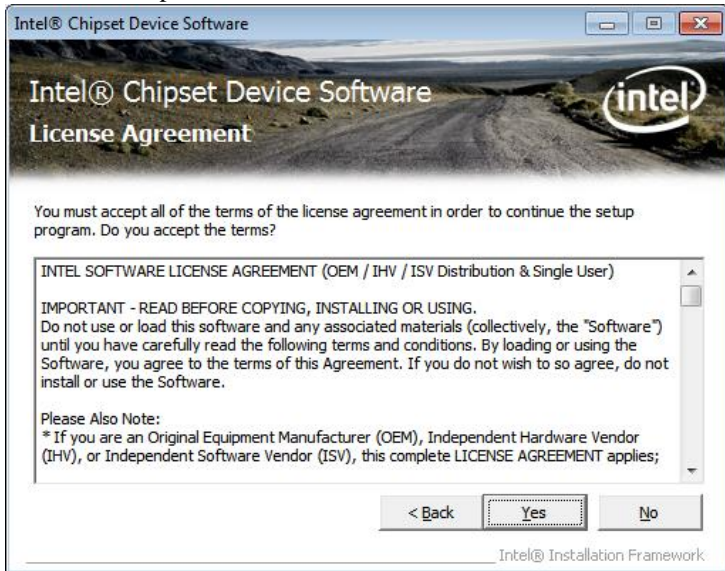 Intel® Chipset Device Software
Intel® Chipset Device Software
intel
License Agreement
You must accept all of the terms of the license agreement in order to continue the setup
program. Do you accept the terms?
INTEL SOFTWARE LICENSE AGREEMENT (OEM / IHV / ISV Distribution & Single User)
IMPORTANT - READ BEFORE COPYING, INSTALLING OR USING.
Do not use or load this software and any associated materials (collectively, the "Software")
until you have carefully read the following terms and conditions. By loading or using the
Software, you agree to the terms of this Agreement. If you do not wish to so agree, do not
install or use the Software.
Please Also Note:
* If you are an Original Equipment Manufacturer (OEM), Independent Hardware Vendor
(IHV), or Independent Software Vendor (ISV), this complete LICENSE AGREEMENT applies;
< Back Yes No
Intel® Installation Framework